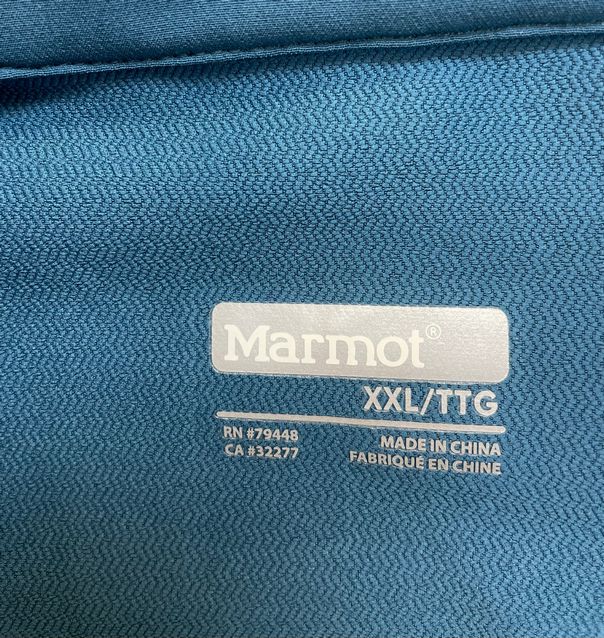 Marmot®
XXL/TTG
RN #79448
CA #32277
MADE IN CHINA
FABRIQUÉ EN CHINE